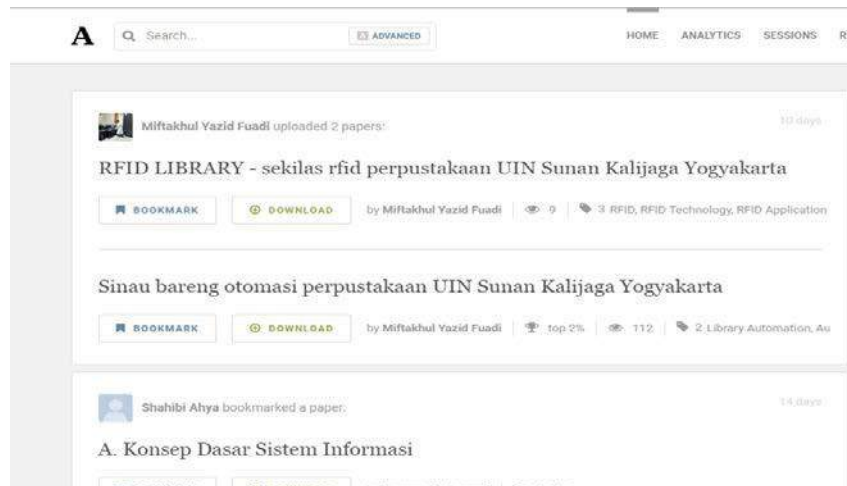 A Search... A ADVANCED HOME ANALYTICS SESSIONS R
Miftakhul Yazid Fuadi uploaded 2 papers: 10 days
RFID LIBRARY - sekilas rfid perpustakaan UIN Sunan Kalijaga Yogyakarta
BOOKMARK DOWNLOAD by Miftakhul Yazid Fuadi 9 3 RFID, RFID Technology, RFID Application
Sinau bareng otomasi perpustakaan UIN Sunan Kalijaga Yogyakarta
BOOKMARK DOWNLOAD by Miftakhul Yazid Fuadi top 2% 112 2 Library Automation, Au
Shahibi Ahya bookmarked a paper: 14 days
A. Konsep Dasar Sistem Informasi